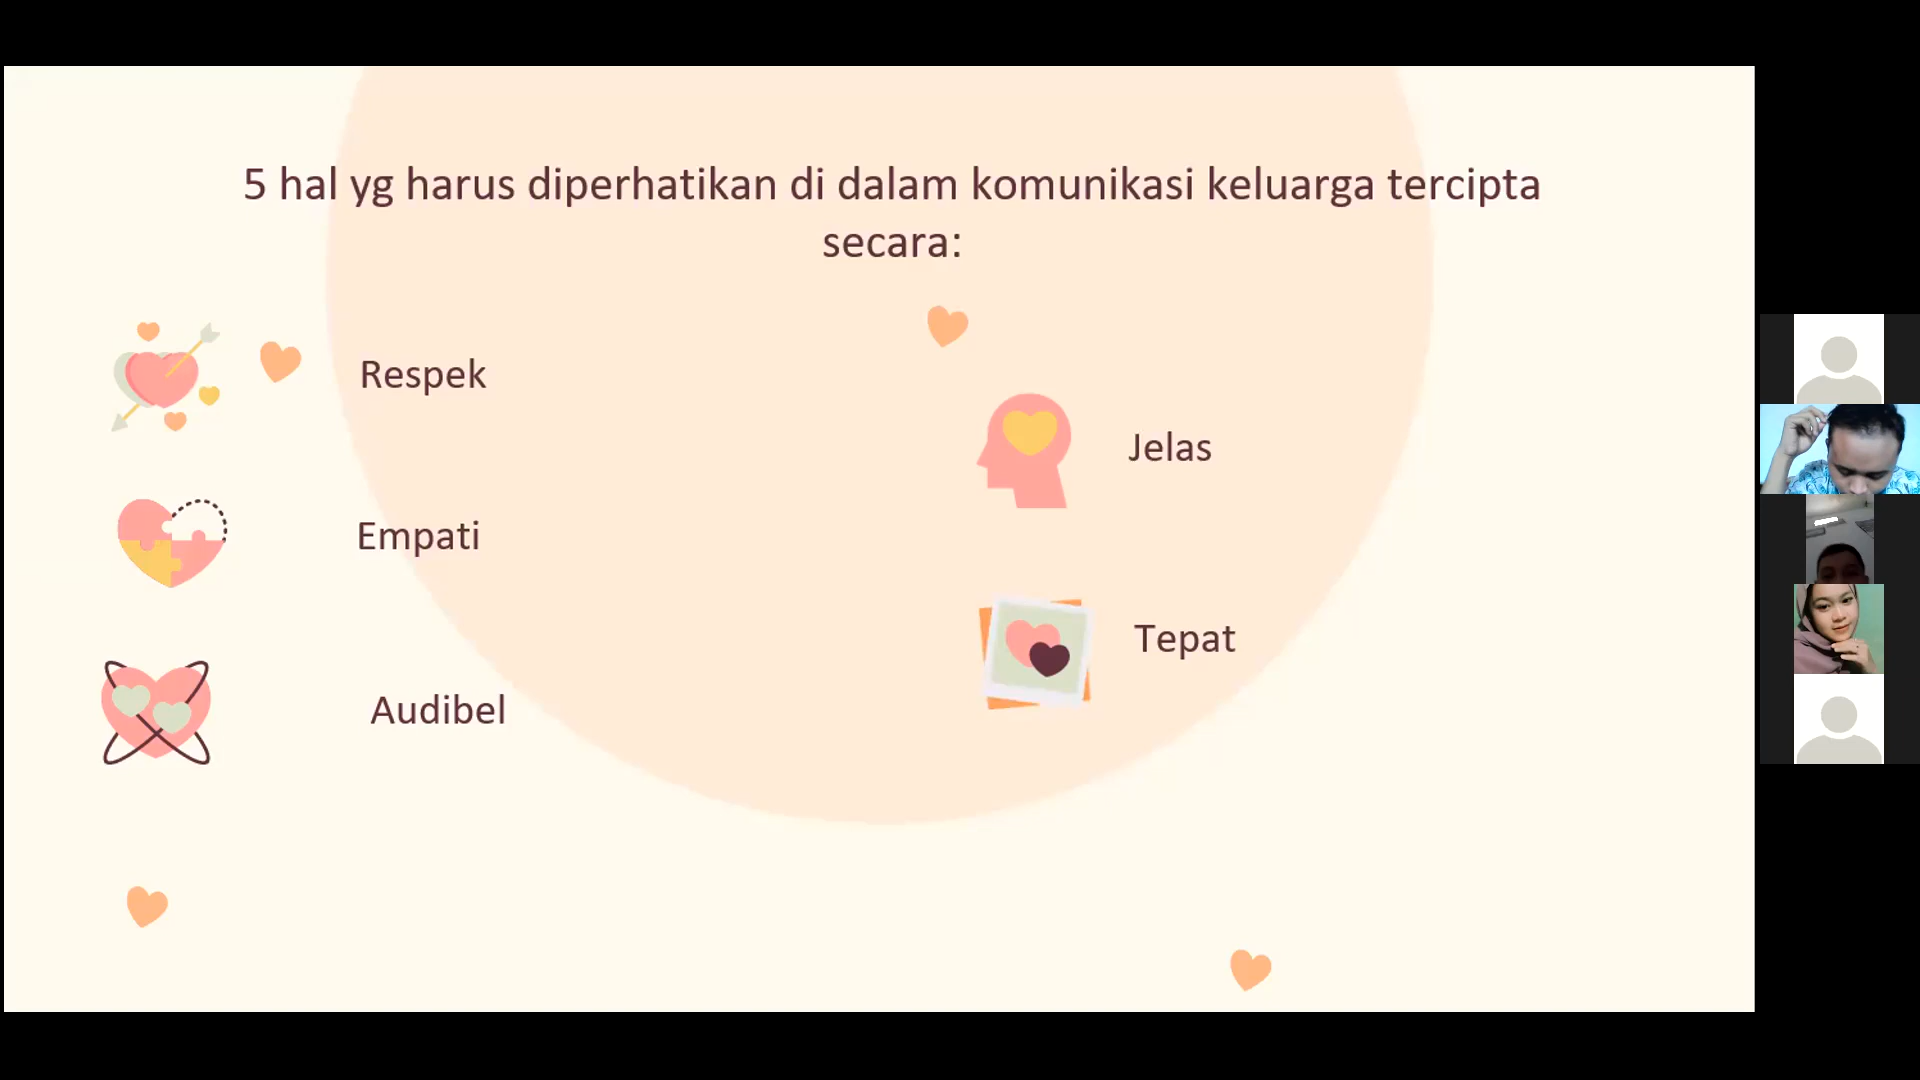 5 hal yg harus diperhatikan di dalam komunikasi keluarga tercipta
secara:
Respek
Empati
Audibel
Jelas
Tepat